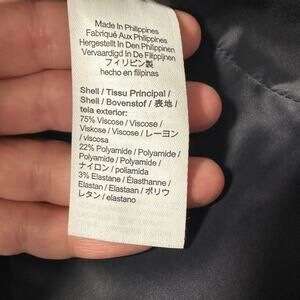 Made In Philippines
Fabriqué Aux Philippines
Hergestellt In Den Philippinen
Vervaardigd In De Filippijnen
フィリピン製
hecho en filipinas
Shell / Tissu Principal /
Shell / Bovenstof / 表地 /
tela exterior:
75% Viscose / Viscose /
Viskose / Viscose / レーヨン
/ viscosa
22% Polyamide / Polyamide /
Polyamid / Polyamide /
ナイロン / poliamida
3% Elastane / Élasthanne /
Elastan / Elastaan / ポリウ
レタン / elastano